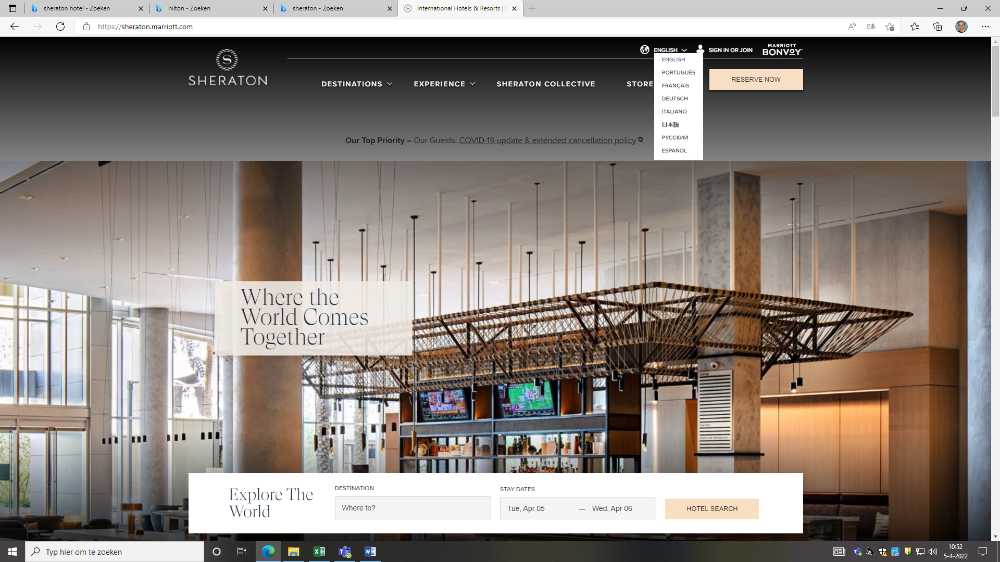 sheraton hotel - Zoeken
hilton - Zoeken
sheraton - Zoeken
International Hotels & Resorts | S
https://sheraton.marriott.com
ENGLISH
SIGN IN OR JOIN
MARRIOTT
BONVOY
S
SHERATON
DESTINATIONS
EXPERIENCE
SHERATON COLLECTIVE
STORE
RESERVE NOW
ENGLISH
PORTUGUÊS
FRANÇAIS
DEUTSCH
ITALIANO
日本語
РУССКИЙ
ESPAÑOL
Our Top Priority – Our Guests: COVID-19 update & extended cancellation policy
Where the
World Comes
Together
COFFEE
Explore The
World
DESTINATION
Where to?
STAY DATES
Tue, Apr 05 — Wed, Apr 06
HOTEL SEARCH
Typ hier om te zoeken
10:52
5-4-2022